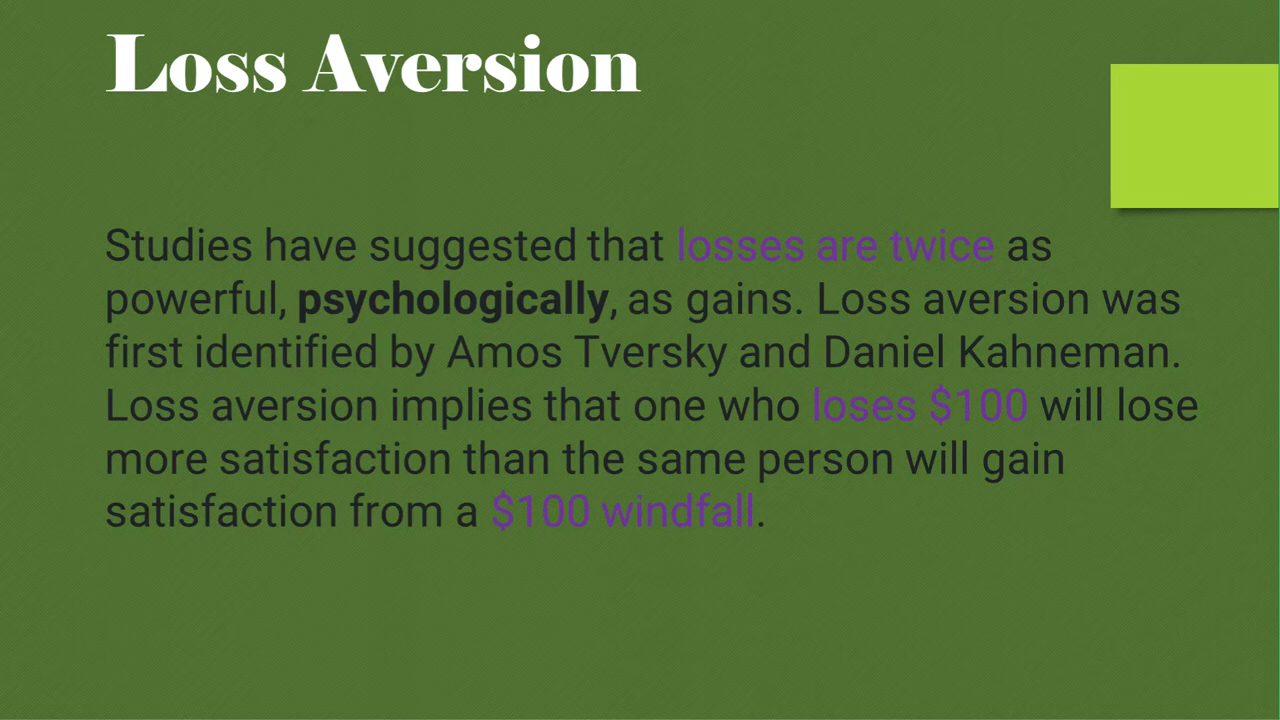 Loss Aversion
Studies have suggested that losses are twice as
powerful, psychologically, as gains. Loss aversion was
first identified by Amos Tversky and Daniel Kahneman.
Loss aversion implies that one who loses $100 will lose
more satisfaction than the same person will gain
satisfaction from a $100 windfall.